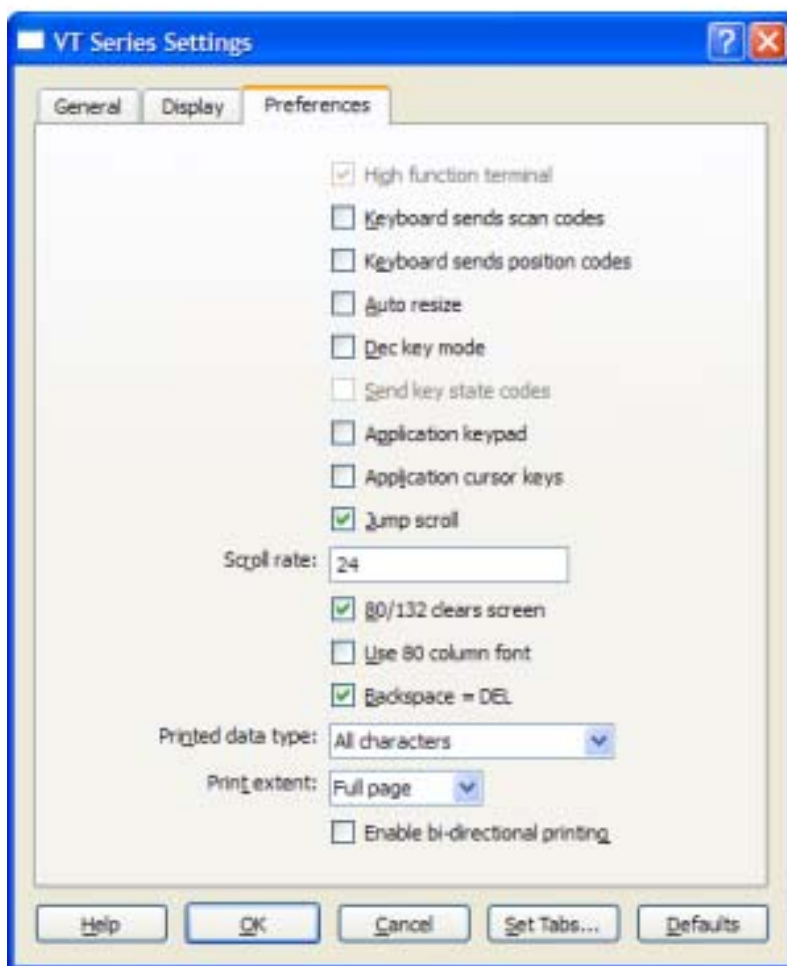 VT Series Settings
General Display Preferences
High function terminal
Keyboard sends scan codes
Keyboard sends position codes
Auto resize
Dec key mode
Send key state codes
Application keypad
Application cursor keys
Jump scroll
Scroll rate: 24
80/132 clears screen
Use 80 column font
Backspace = DEL
Printed data type: All characters
Print extent: Full page
Enable bi-directional printing
Help OK Cancel Set Tabs... Defaults